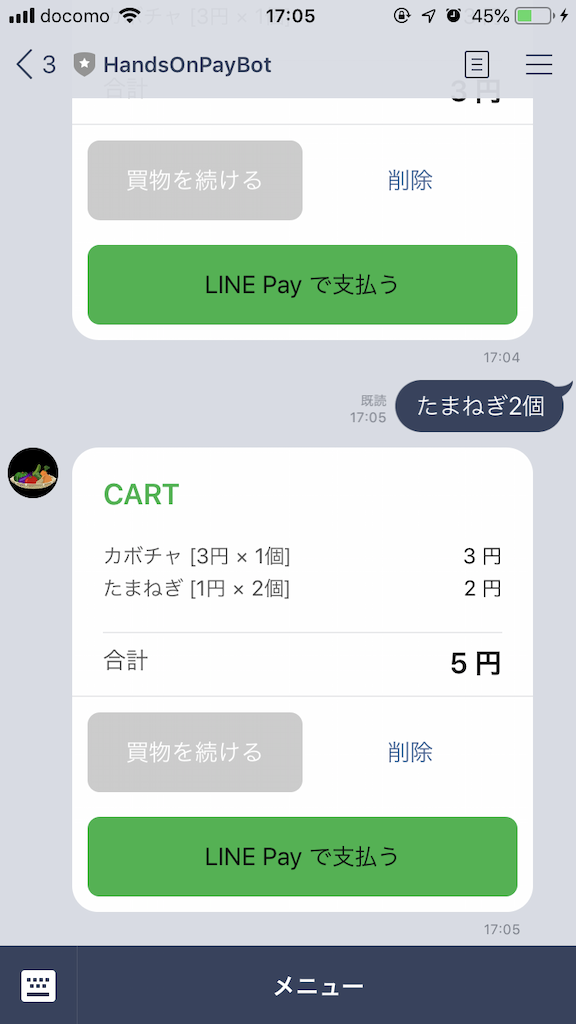 docomo 17:05 45%
3 HandsOnPayBot
合計 3 円
買物を続ける 削除
LINE Pay で支払う
17:04
既読
17:05
たまねぎ2個
CART
カボチャ [3円 × 1個] 3 円
たまねぎ [1円 × 2個] 2 円
合計 5 円
買物を続ける 削除
LINE Pay で支払う
17:05
メニュー